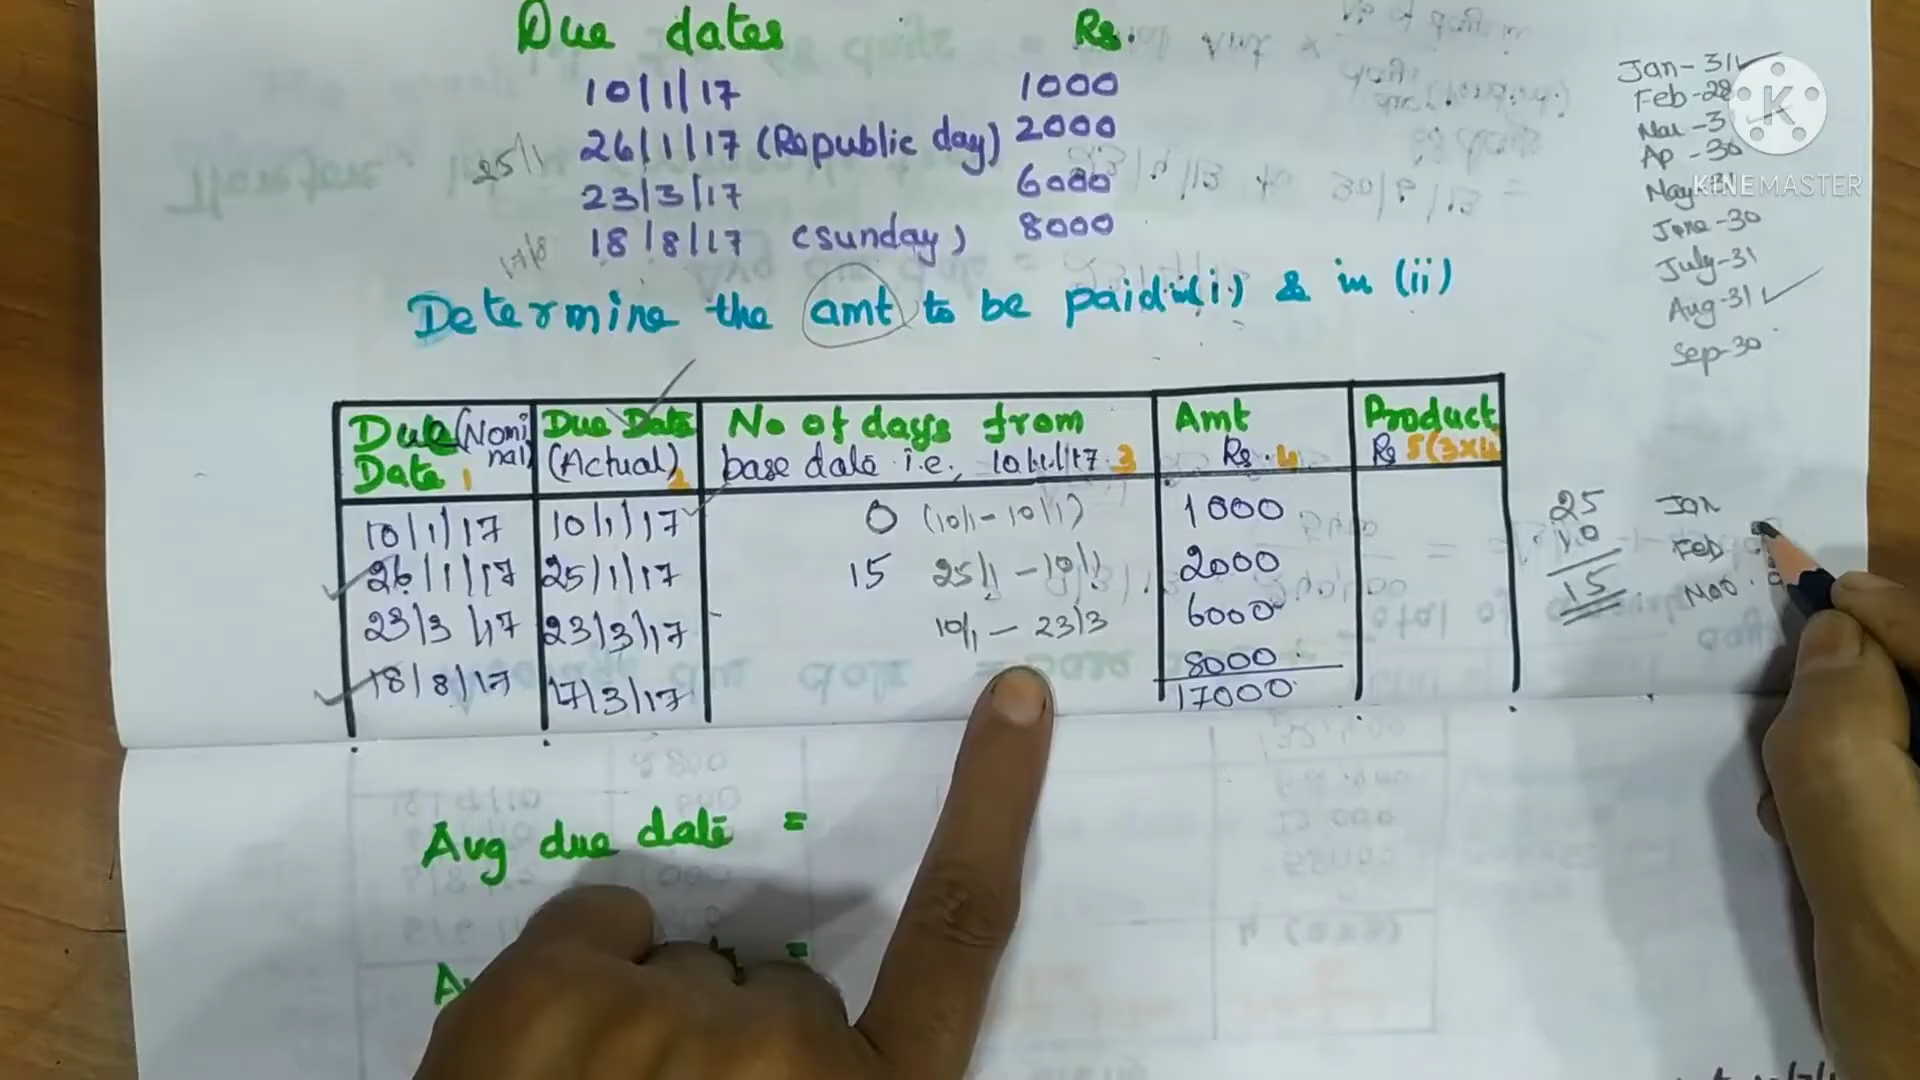 Due dates Rs.
10/1/17 1000
25/1 26/1/17 (Republic day) 2000
23/3/17 6000
17/8 18/8/17 (sunday) 8000
Determine the amt to be paid in (i) & in (ii)
Jan - 31
Feb - 28
Ap - 30
May - 31
June - 30
July - 31
Aug - 31
Sep - 30
KINEMASTER
Due (Nominal) Date 1 Due Date (Actual) 2 No of days from base date i.e., 10/1/17 3 Amt Rs. 4 Product Rs 5 (3x4)
10/1/17 10/1/17 0 (10/1 - 10/1) 1000
26/1/17 25/1/17 15 25/1 - 10/1 2000
23/3/17 23/3/17 10/1 - 23/3 6000
18/8/17 17/3/17 8000
17000
25
10
15
Jan
Feb
Avg due date =
=